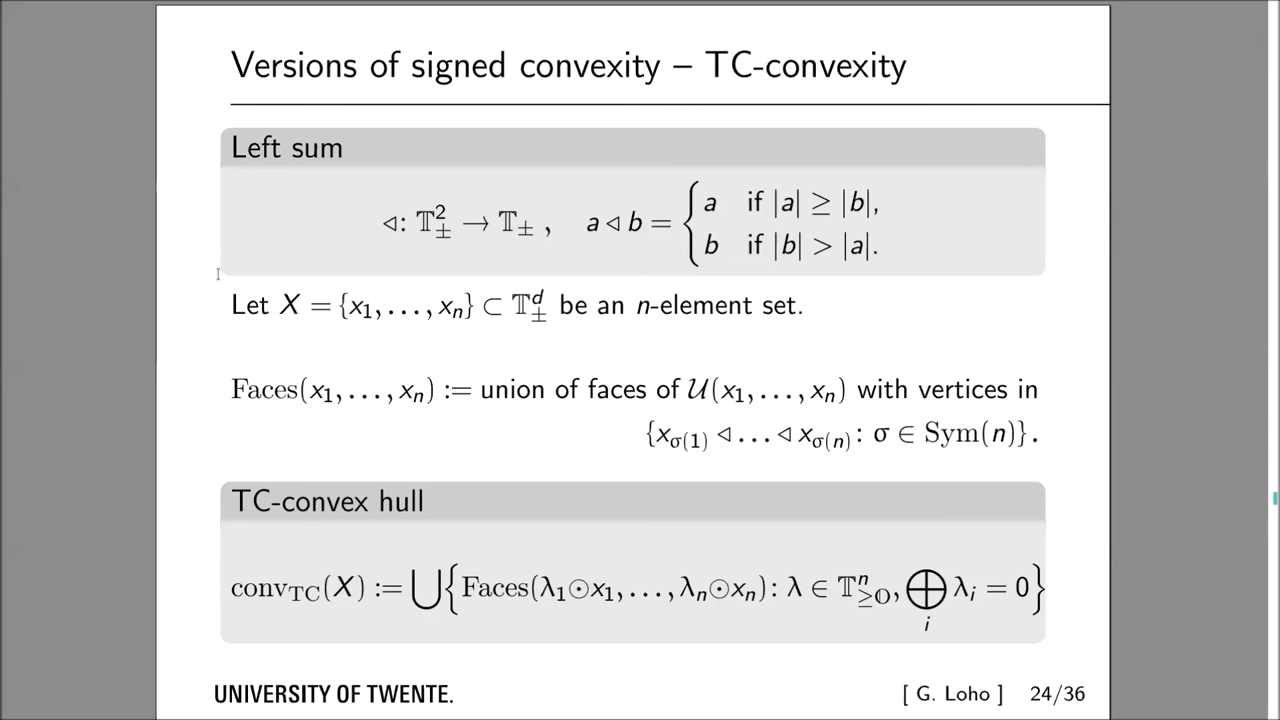 Versions of signed convexity – TC-convexity
Left sum
◁: 𝕋²± → 𝕋± , a ◁ b = { a if |a| ≥ |b|,
b if |b| > |a|.
Let X = {x₁, . . . , xₙ} ⊂ 𝕋ᵈ± be an n-element set.
Faces(x₁, . . . , xₙ) := union of faces of 𝒰(x₁, . . . , xₙ) with vertices in
{x_σ(1) ◁ . . . ◁ x_σ(n) : σ ∈ Sym(n)} .
TC-convex hull
conv_TC(X) := ⋃{Faces(λ₁⊙x₁, . . . , λₙ⊙xₙ): λ ∈ 𝕋ⁿ≥𝕆, ⨁ᵢ λᵢ = 0}
UNIVERSITY OF TWENTE. [ G. Loho ] 24/36